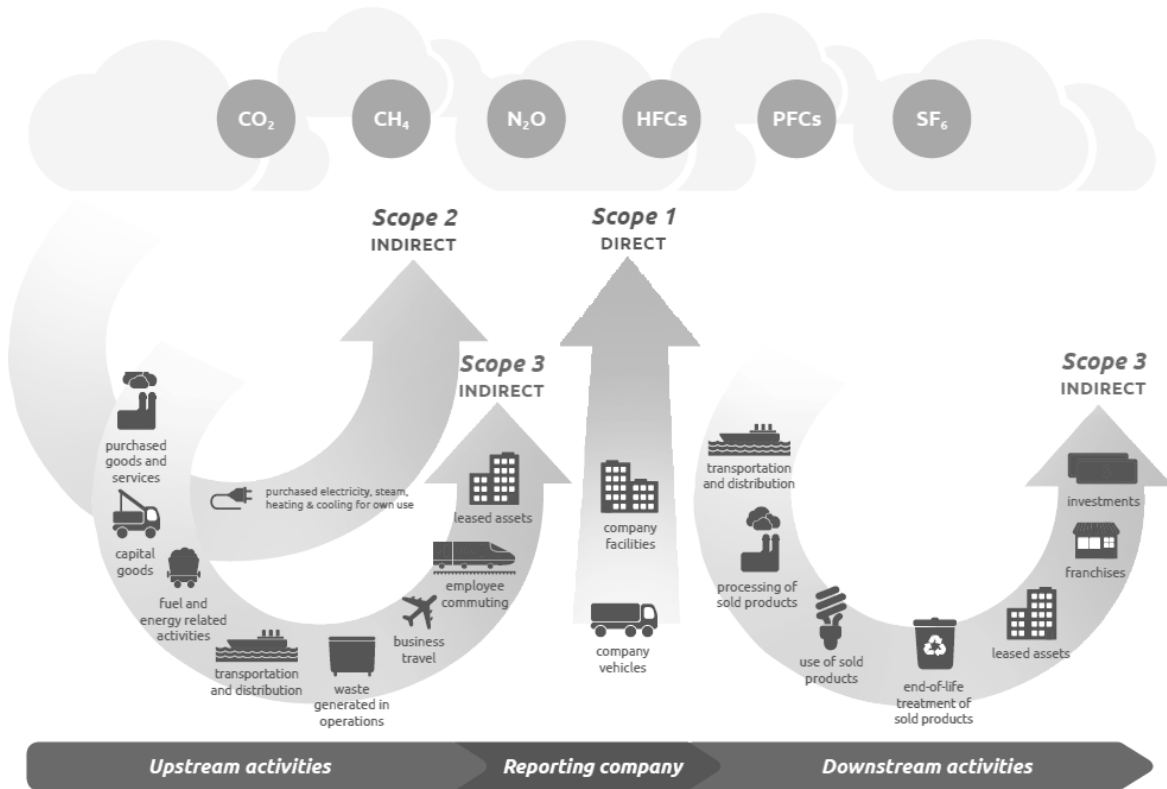 CO₂
CH₄
N₂O
HFCs
PFCs
SF₆
Scope 2
INDIRECT
Scope 1
DIRECT
Scope 3
INDIRECT
Scope 3
INDIRECT
purchased
goods and
services
capital
goods
fuel and
energy related
activities
transportation
and distribution
waste
generated in
operations
business
travel
employee
commuting
leased assets
purchased electricity, steam,
heating & cooling for own use
company
facilities
company
vehicles
transportation
and distribution
processing of
sold products
use of sold
products
end-of-life
treatment of
sold products
leased assets
franchises
investments
Upstream activities
Reporting company
Downstream activities